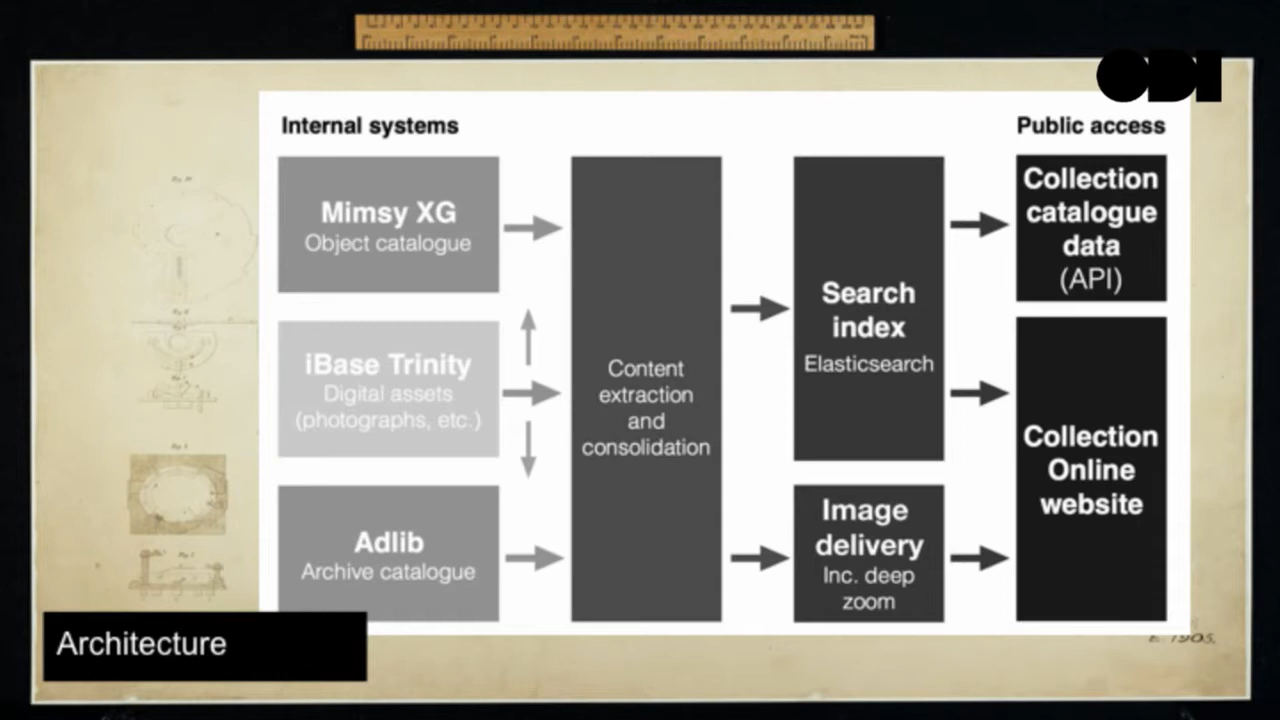 ODI
Internal systems
Public access
Mimsy XG
Object catalogue
iBase Trinity
Digital assets
(photographs, etc.)
Adlib
Archive catalogue
Content
extraction
and
consolidation
Search
index
Elasticsearch
Image
delivery
Inc. deep
zoom
Collection
catalogue
data
(API)
Collection
Online
website
Architecture